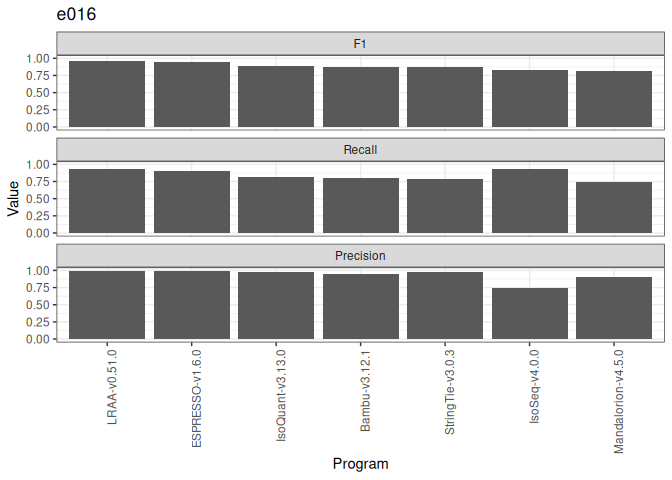 e016
F1
1.00
0.75
0.50
0.25
0.00
Recall
1.00
0.75
0.50
0.25
0.00
Precision
1.00
0.75
0.50
0.25
0.00
Value
LRAA-v0.51.0
ESPRESSO-v1.6.0
IsoQuant-v3.13.0
Bambu-v3.12.1
StringTie-v3.0.3
IsoSeq-v4.0.0
Mandalorion-v4.5.0
Program